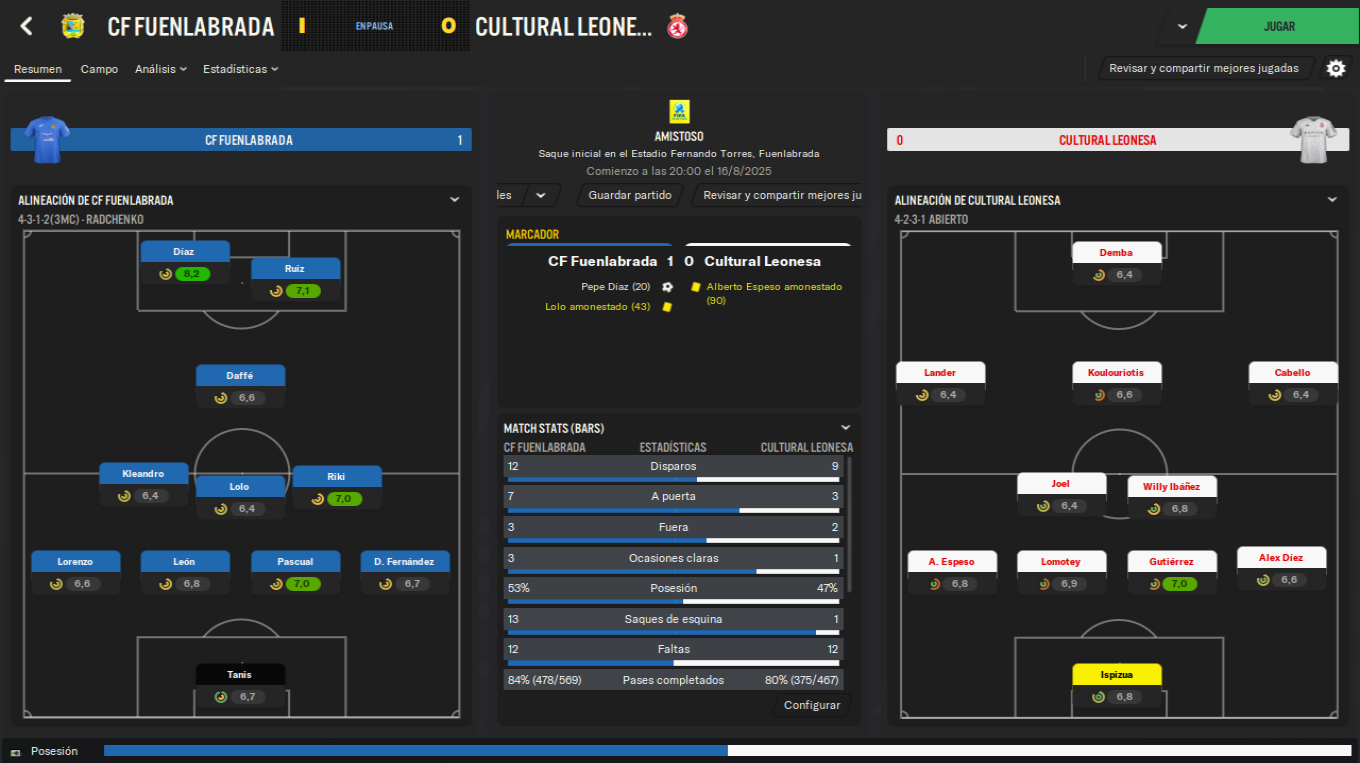 CF FUENLABRADA
1
EN PAUSA
0
CULTURAL LEONE...
JUGAR
Resumen
Campo
Análisis
Estadísticas
Revisar y compartir mejores jugadas
CF FUENLABRADA
1
ALINEACIÓN DE CF FUENLABRADA
4-3-1-2(3MC) - RADCHENKO
Díaz
8,2
Ruiz
7,1
Daffé
6,6
Kleandro
6,4
Lolo
6,4
Riki
7,0
Lorenzo
6,6
León
6,8
Pascual
7,0
D. Fernández
6,7
Tanis
6,7
FIFA
AMISTOSO
Saque inicial en el Estadio Fernando Torres, Fuenlabrada
Comienzo a las 20:00 el 16/8/2025
les
Guardar partido
Revisar y compartir mejores ju
MARCADOR
CF Fuenlabrada 1 0 Cultural Leonesa
Pepe Díaz (20)
Lolo amonestado (43)
Alberto Espeso amonestado
(90)
MATCH STATS (BARS)
CF FUENLABRADA ESTADÍSTICAS CULTURAL LEONESA
12 Disparos 9
7 A puerta 3
3 Fuera 2
3 Ocasiones claras 1
53% Posesión 47%
13 Saques de esquina 1
12 Faltas 12
84% (478/569) Pases completados 80% (375/467)
Configurar
0
CULTURAL LEONESA
ALINEACIÓN DE CULTURAL LEONESA
4-2-3-1 ABIERTO
Demba
6,4
Lander
6,4
Koulouriotis
6,6
Cabello
6,4
Joel
6,4
Willy Ibáñez
6,8
A. Espeso
6,8
Lomotey
6,9
Gutiérrez
7,0
Alex Díez
6,6
Ispizua
6,8
Posesión